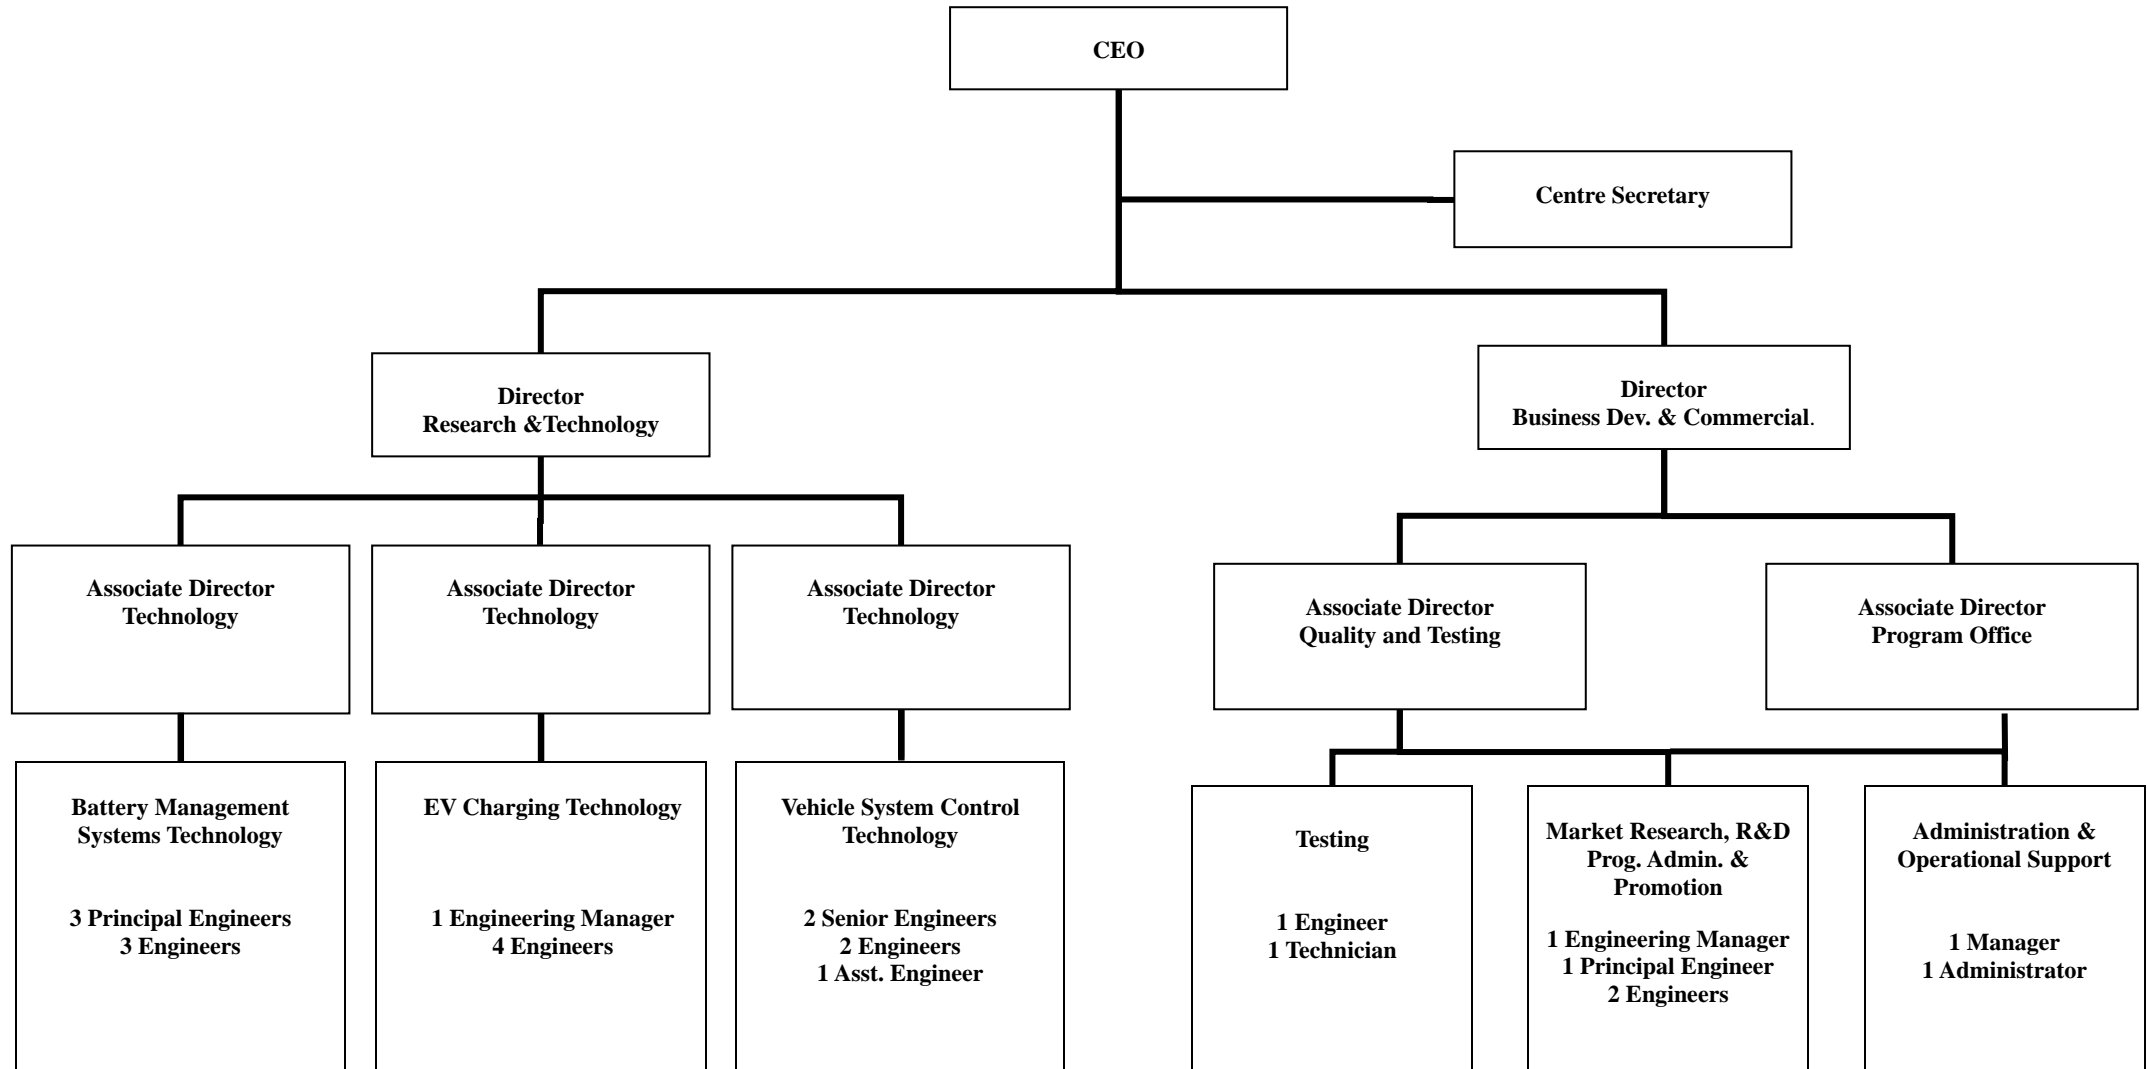 CEO
Centre Secretary
Director
Research &Technology
Director
Business Dev. & Commercial.
Associate Director
Technology
Associate Director
Technology
Associate Director
Technology
Associate Director
Quality and Testing
Associate Director
Program Office
Battery Management
Systems Technology
3 Principal Engineers
3 Engineers
EV Charging Technology
1 Engineering Manager
4 Engineers
Vehicle System Control
Technology
2 Senior Engineers
2 Engineers
1 Asst. Engineer
Testing
1 Engineer
1 Technician
Market Research, R&D
Prog. Admin. &
Promotion
1 Engineering Manager
1 Principal Engineer
2 Engineers
Administration &
Operational Support
1 Manager
1 Administrator